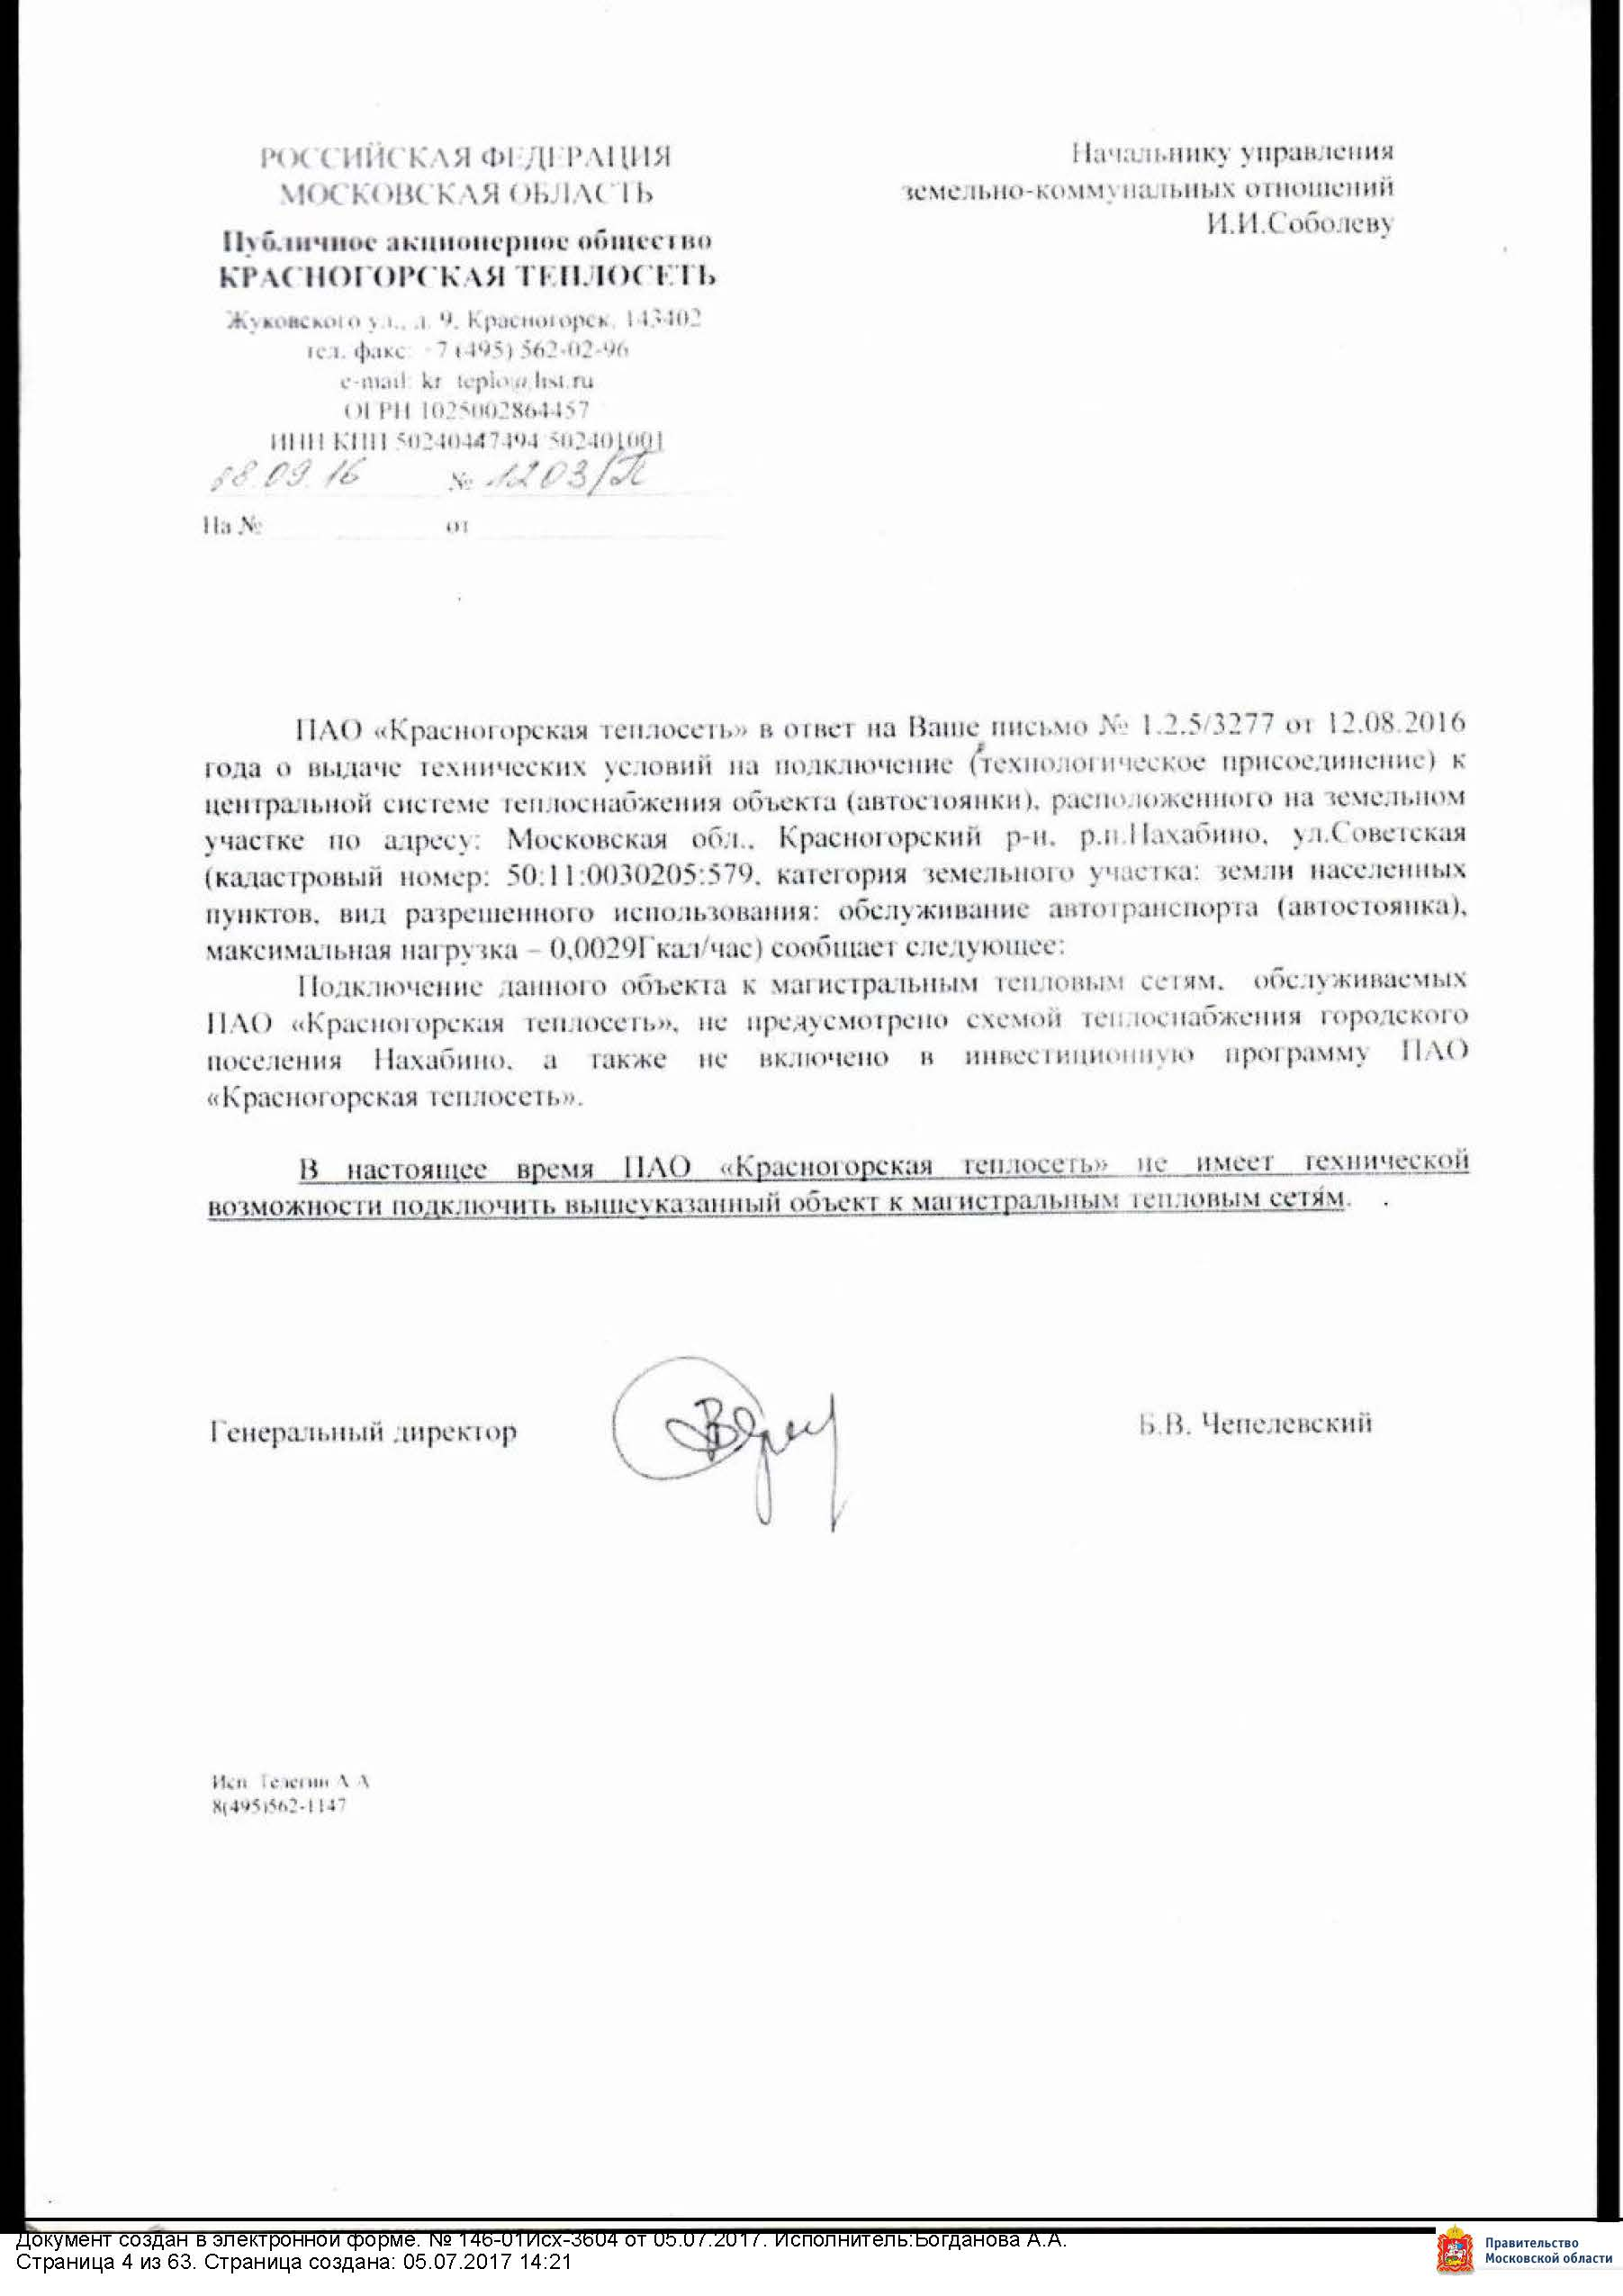 РОССИЙСКАЯ ФЕДЕРАЦИЯ
МОСКОВСКАЯ ОБЛАСТЬ
Публичное акционерное общество
КРАСНОГОРСКАЯ ТЕПЛОСЕТЬ
Жуковского ул., д. 9, Красногорск, 143402
тел. факс: +7 (495) 562-02-96
e-mail: kr_teplo@list.ru
ОГРН 1025002864457
ИНН КПП 5024047494 502401001
.09.16 № 1203/П
На № от
Начальнику управления
земельно-коммунальных отношений
И.И.Соболеву
ПАО «Красногорская теплосеть» в ответ на Ваше письмо № 1.2.5/3277 от 12.08.2016
года о выдаче технических условий на подключение (технологическое присоединение) к
центральной системе теплоснабжения объекта (автостоянки), расположенного на земельном
участке по адресу: Московская обл., Красногорский р-н, р.п.Нахабино, ул.Советская
(кадастровый номер: 50:11:0030205:579, категория земельного участка: земли населенных
пунктов, вид разрешенного использования: обслуживание автотранспорта (автостоянка),
максимальная нагрузка – 0,0029Гкал/час) сообщает следующее:
Подключение данного объекта к магистральным тепловым сетям, обслуживаемых
ПАО «Красногорская теплосеть», не предусмотрено схемой теплоснабжения городского
поселения Нахабино, а также не включено в инвестиционную программу ПАО
«Красногорская теплосеть».
В настоящее время ПАО «Красногорская теплосеть» не имеет технической
возможности подключить вышеуказанный объект к магистральным тепловым сетям.
Генеральный директор
Б.В. Чепелевский
Исп. Телегин А.А
8(495)562-1147
Документ создан в электронной форме. № 146-01Исх-3604 от 05.07.2017. Исполнитель:Богданова А.А.
Страница 4 из 63. Страница создана: 05.07.2017 14:21
Правительство
Московской области